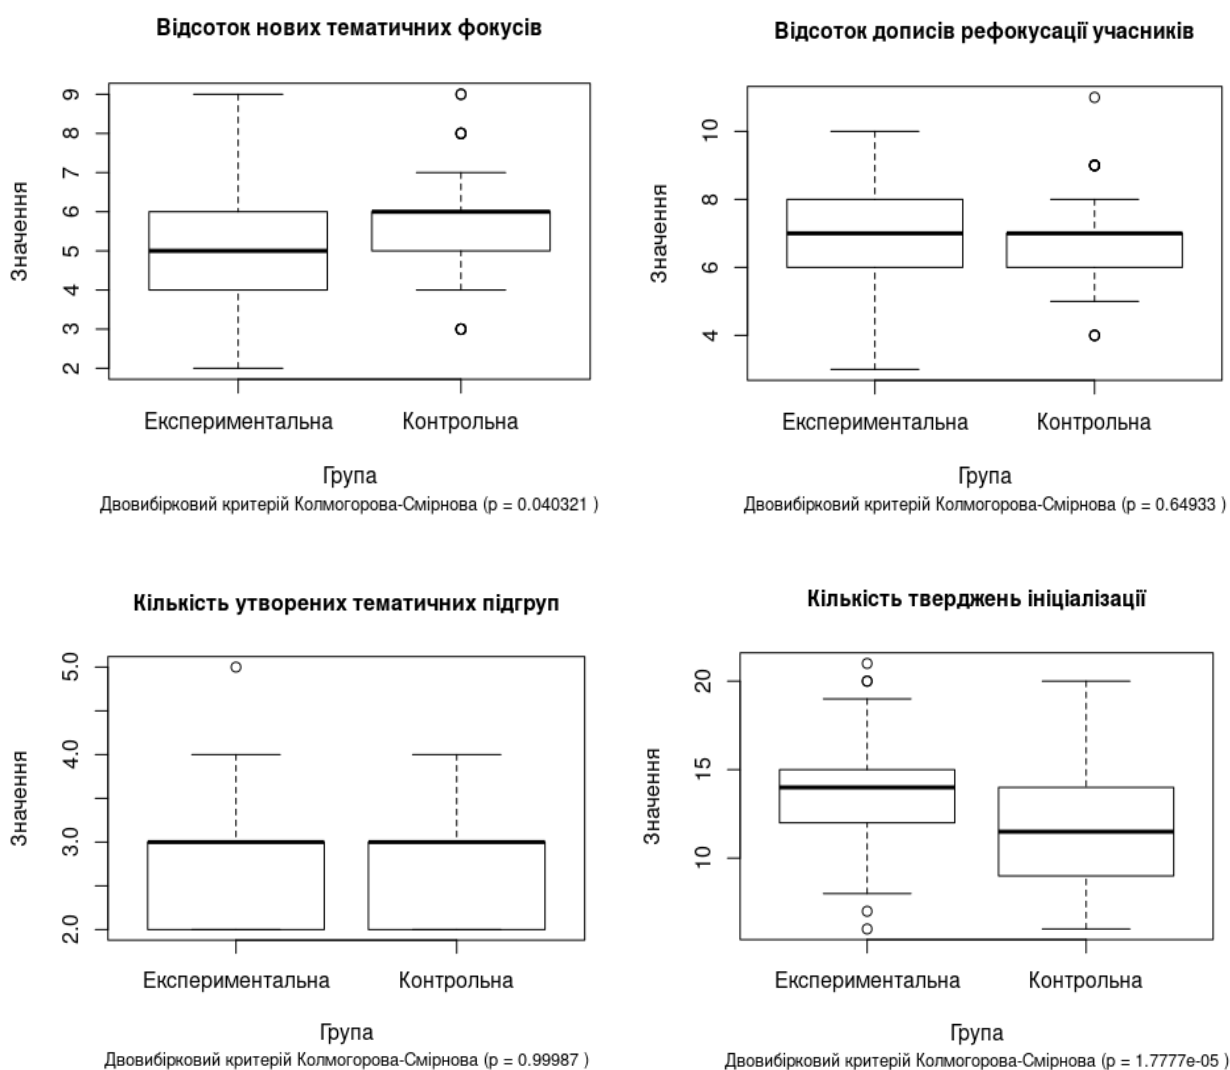 Відсоток нових тематичних фокусів
Значення
9
8
7
6
5
4
3
2
Експериментальна Контрольна
Група
Двовибірковий критерій Колмогорова-Смірнова (p = 0.040321 )
Відсоток дописів рефокусації учасників
Значення
10
8
6
4
Експериментальна Контрольна
Група
Двовибірковий критерій Колмогорова-Смірнова (p = 0.64933 )
Кількість утворених тематичних підгруп
Значення
5.0
4.0
3.0
2.0
Експериментальна Контрольна
Група
Двовибірковий критерій Колмогорова-Смірнова (p = 0.99987 )
Кількість тверджень ініціалізації
Значення
20
15
10
Експериментальна Контрольна
Група
Двовибірковий критерій Колмогорова-Смірнова (p = 1.7777e-05 )